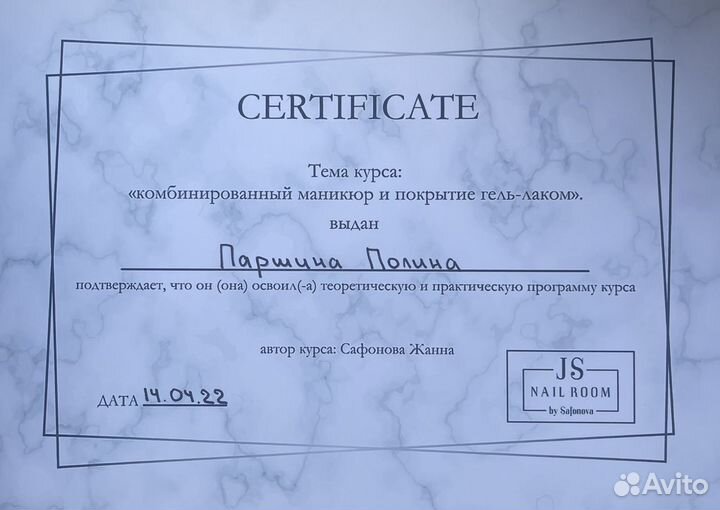 CERTIFICATE
Тема курса:
«комбинированный маникюр и покрытие гель-лаком».
выдан
Паршина Полина
подтверждает, что он (она) освоил(-а) теоретическую и практическую программу курса
автор курса: Сафонова Жанна
ДАТА 14.04.22
JS
NAIL ROOM
by Safonova
Avito